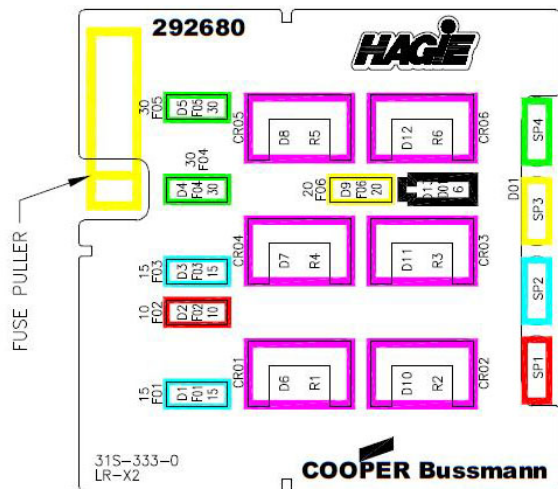 292680
HAGIE
30
F05
D5
F05
30
CR05
D8
R5
D12
R6
CR06
SP4
30
F04
D4
F04
30
20
F06
D9
F06
20
D13
D01
6
D01
SP3
FUSE PULLER
15
F03
D3
F03
15
CR04
D7
R4
D11
R3
CR03
SP2
10
F02
D2
F02
10
15
F01
D1
F01
15
CR01
D6
R1
D10
R2
CR02
SP1
31S-333-0
LR-X2
COOPER Bussmann